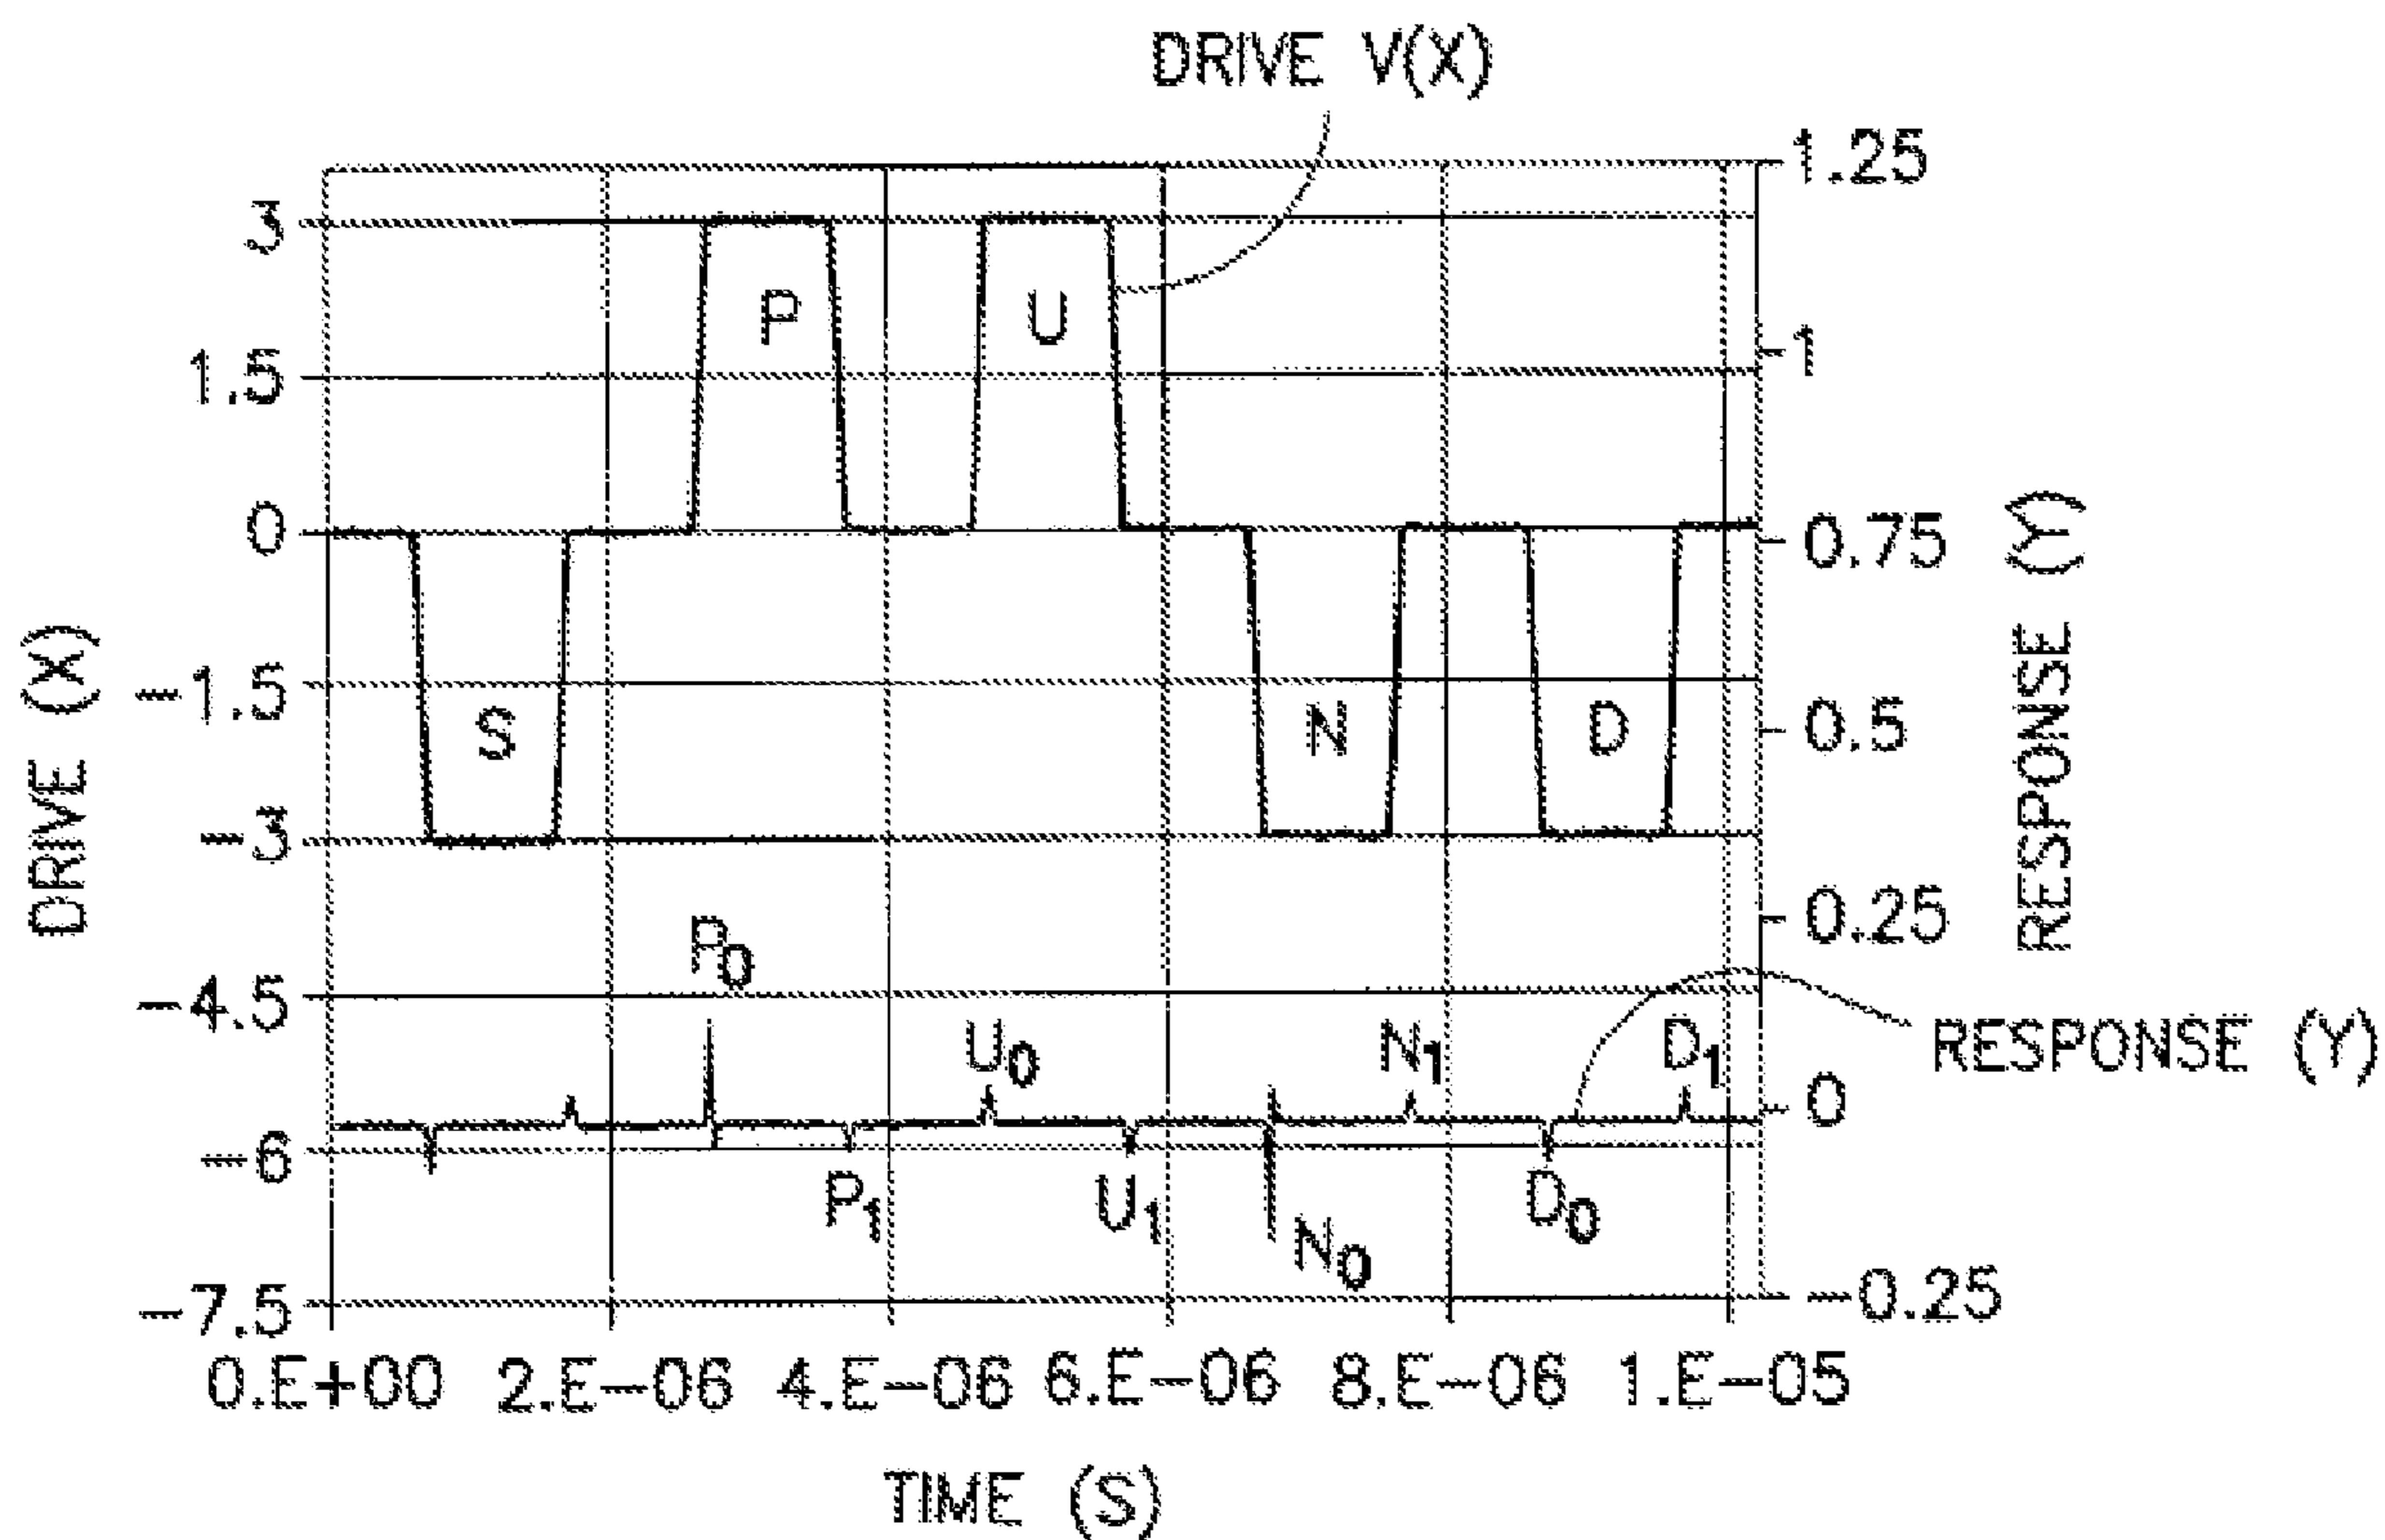 DRIVE V(X)
1.25
3
P
U
1.5
1
0
0.75
DRIVE (X)
RESPONSE (Y)
-1.5
S
N
D
0.5
-3
0.25
P0
-4.5
U0
N1
D1
RESPONSE (Y)
0
-6
P1
U1
N0
D0
-7.5
-0.25
0.E+00 2.E-06 4.E-06 6.E-06 8.E-06 1.E-05
TIME (S)